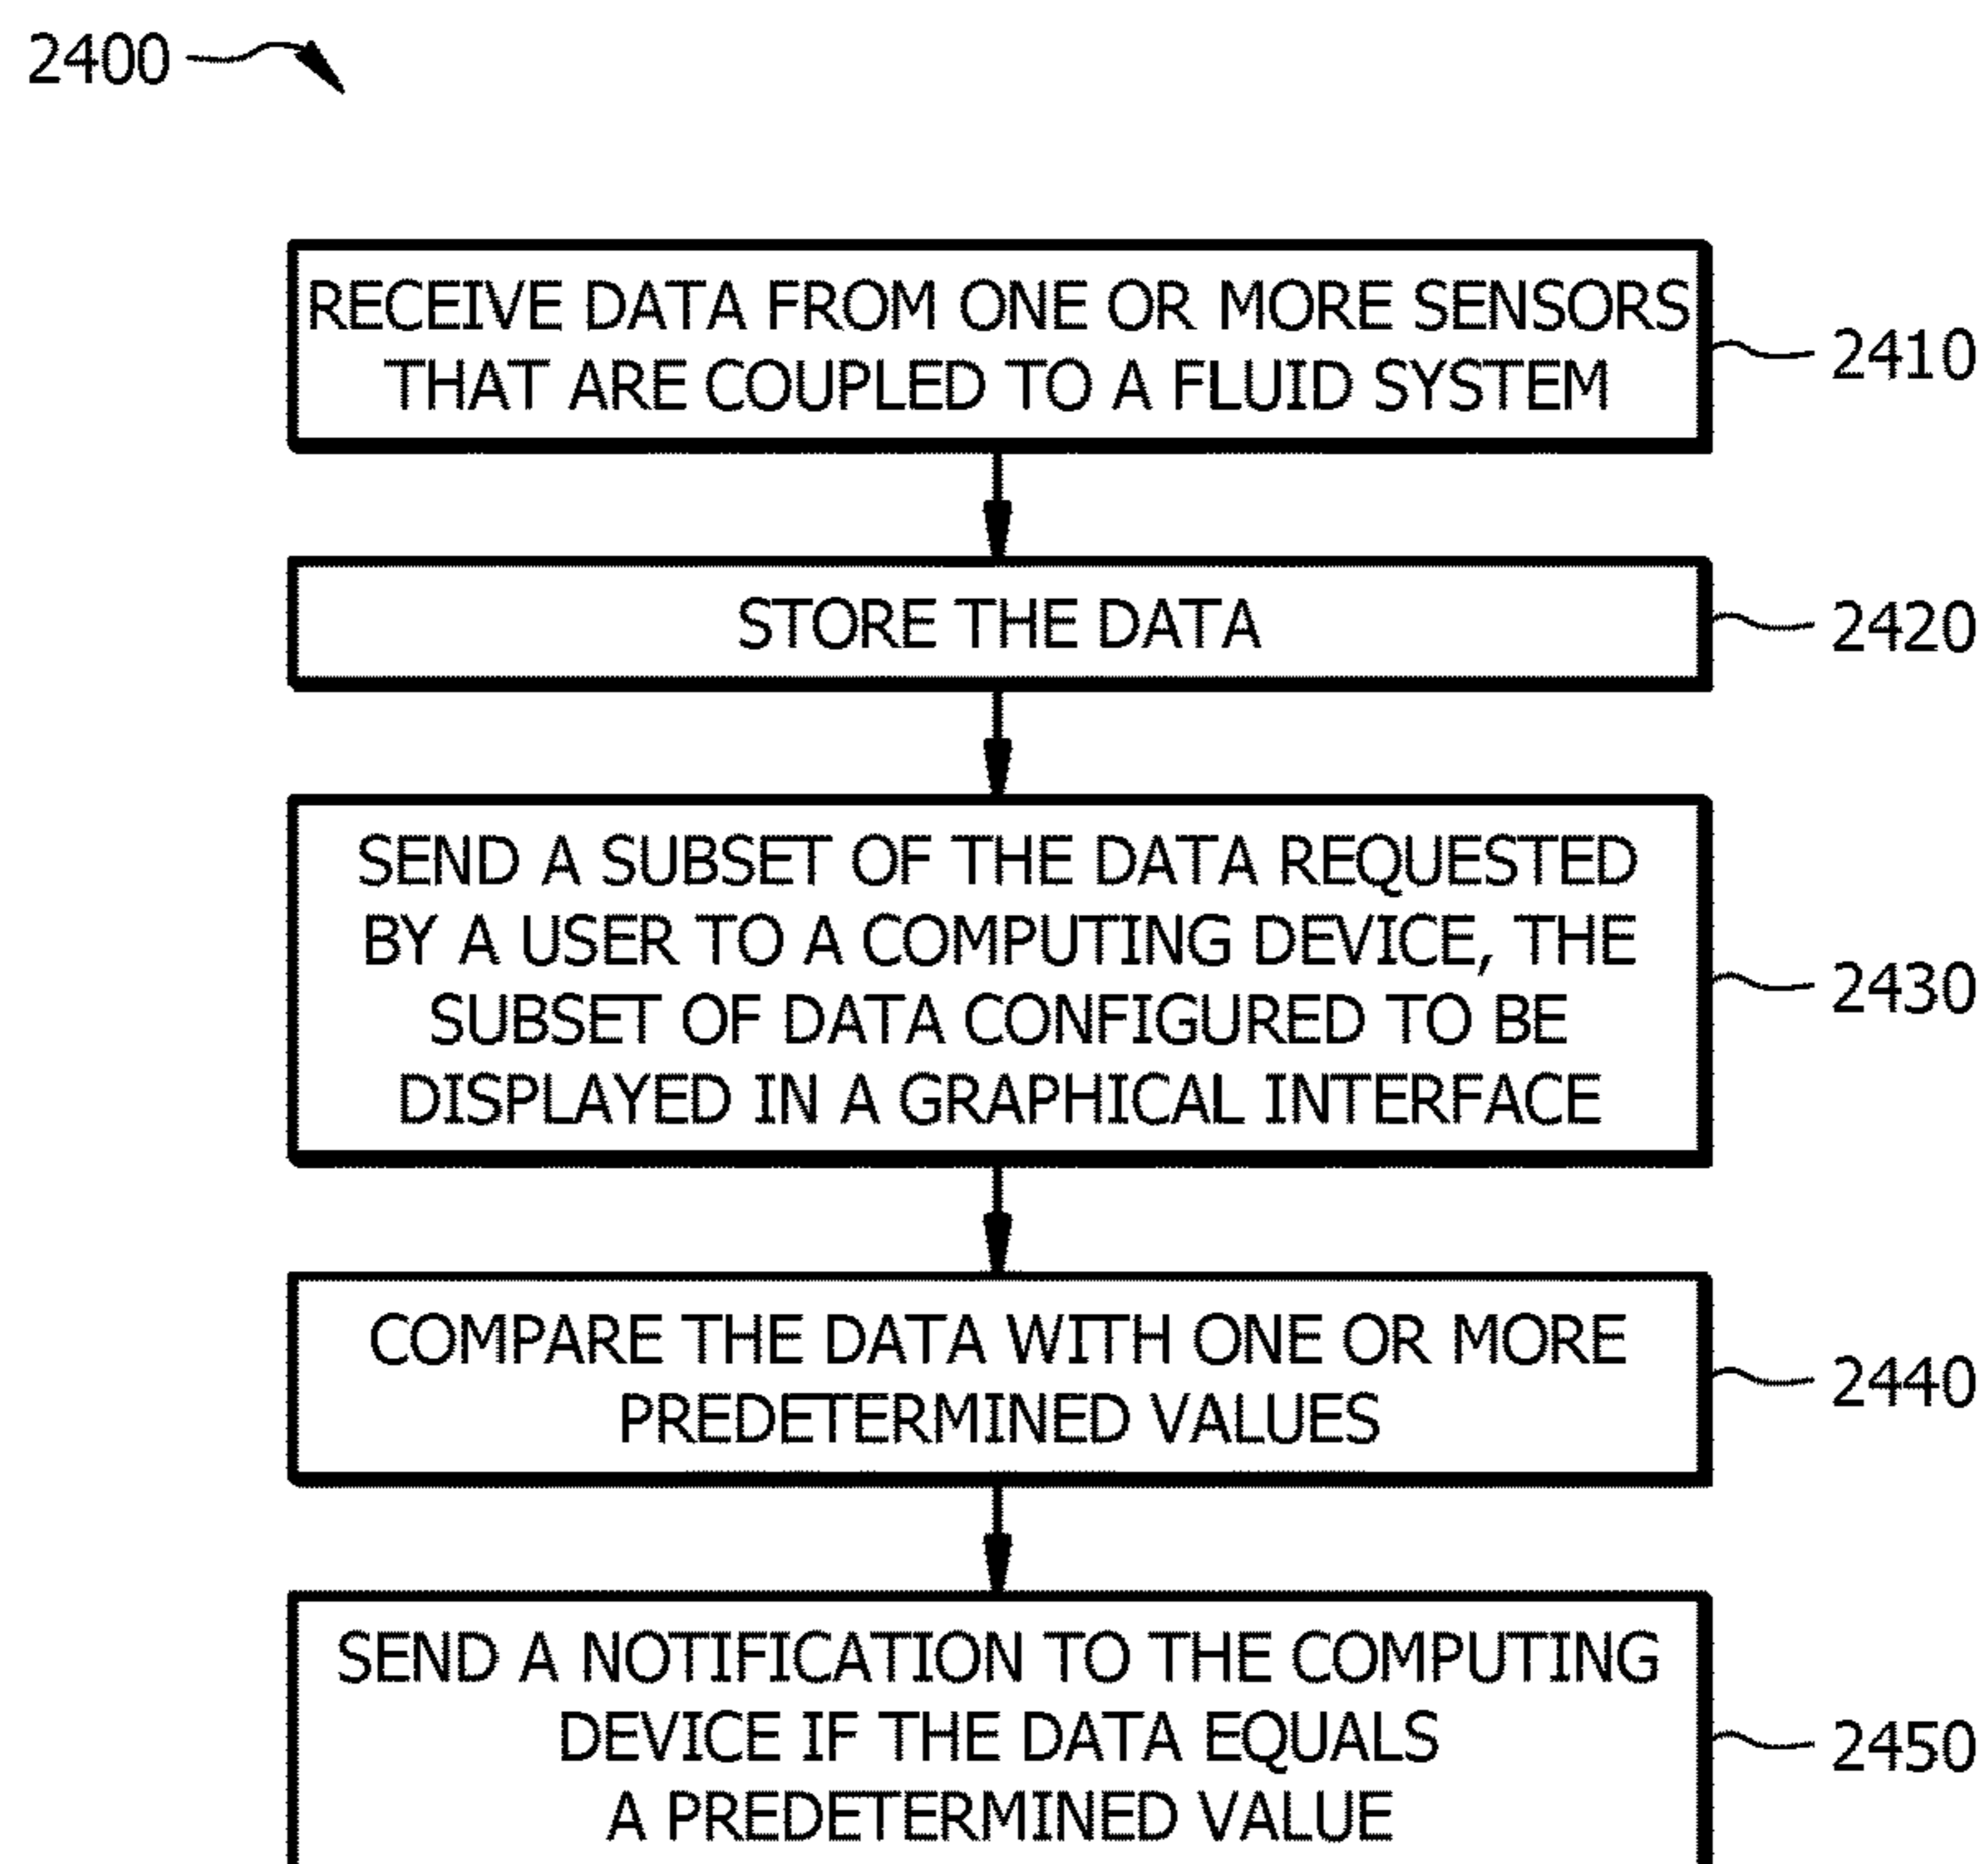 2400
RECEIVE DATA FROM ONE OR MORE SENSORS
THAT ARE COUPLED TO A FLUID SYSTEM
2410
STORE THE DATA
2420
SEND A SUBSET OF THE DATA REQUESTED
BY A USER TO A COMPUTING DEVICE, THE
SUBSET OF DATA CONFIGURED TO BE
DISPLAYED IN A GRAPHICAL INTERFACE
2430
COMPARE THE DATA WITH ONE OR MORE
PREDETERMINED VALUES
2440
SEND A NOTIFICATION TO THE COMPUTING
DEVICE IF THE DATA EQUALS
A PREDETERMINED VALUE
2450